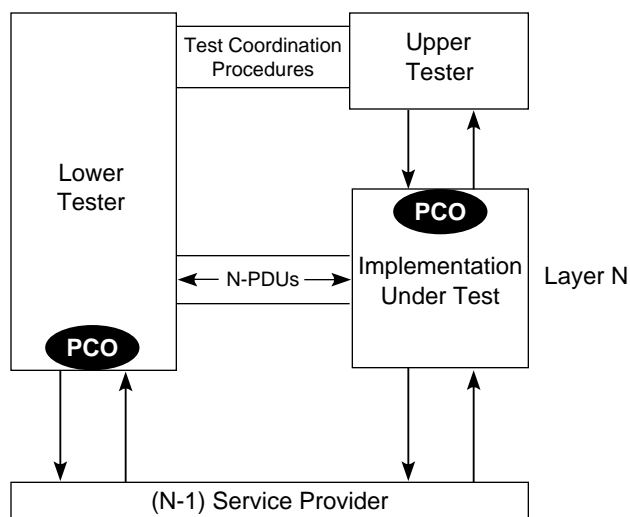 Test Coordination
Procedures
Upper
Tester
Lower
Tester
PCO
N-PDUs
Implementation
Under Test
Layer N
PCO
(N-1) Service Provider